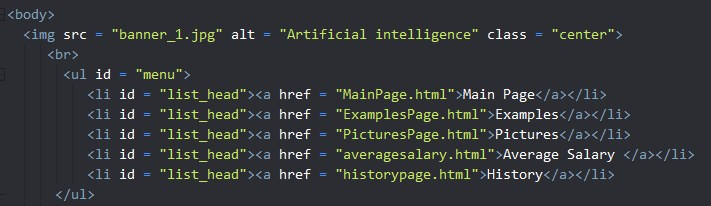 <body>
<img src = "banner_1.jpg" alt = "Artificial intelligence" class = "center">
<br>
<ul id = "menu">
<li id = "list_head"><a href = "MainPage.html">Main Page</a></li>
<li id = "list_head"><a href = "ExamplesPage.html">Examples</a></li>
<li id = "list_head"><a href = "PicturesPage.html">Pictures</a></li>
<li id = "list_head"><a href = "averagesalary.html">Average Salary </a></li>
<li id = "list_head"><a href = "historypage.html">History</a></li>
</ul>